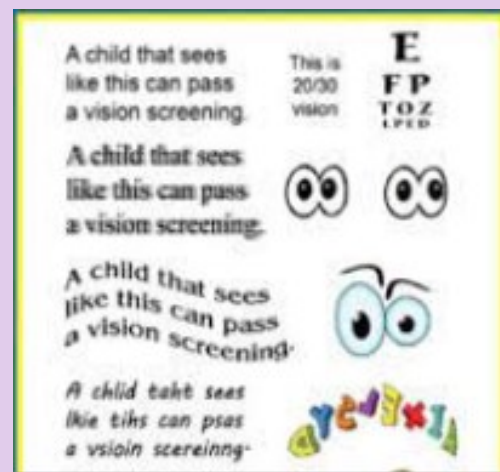 A child that sees
like this can pass
a vision screening.
This is
20/30
vision
E
F P
T O Z
L P E D
A child that sees
like this can pass
a vision screening.
A child that sees
like this can pass
a vision screening.
A chlid taht sees
lkie tihs can psas
a vsioin scereinng.
dYsLEXIA